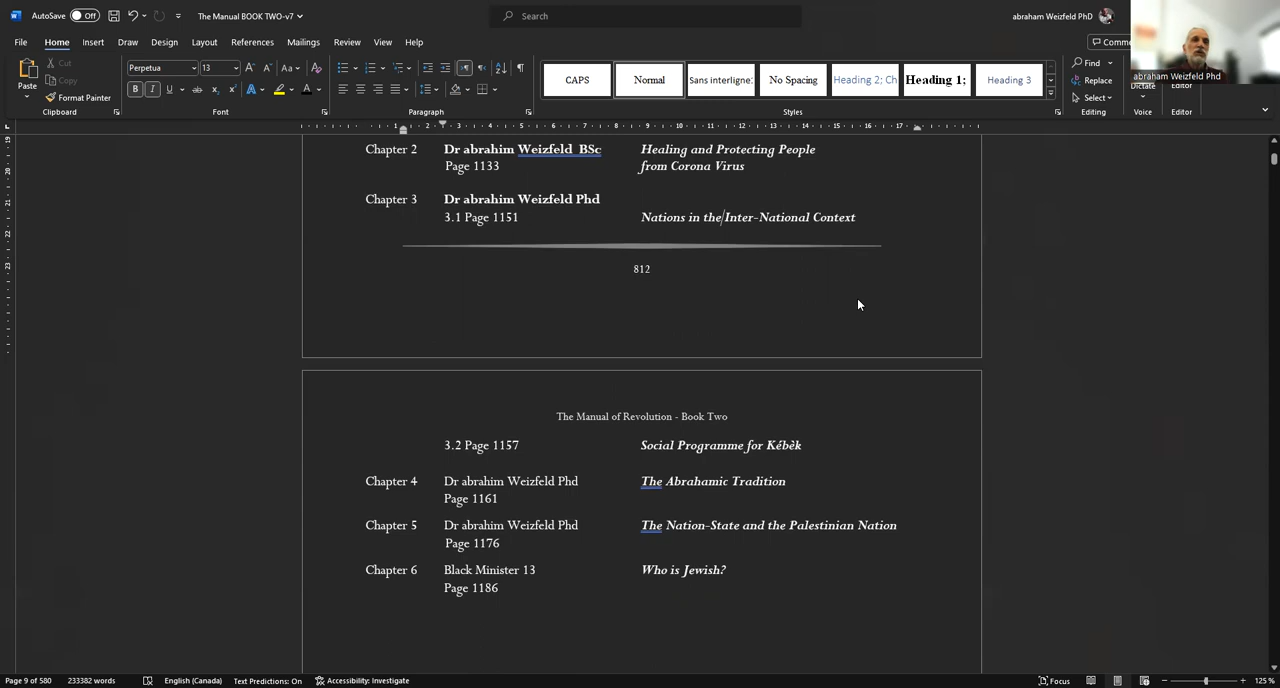 AutoSave Off The Manual BOOK TWO-v7 Search abraham Weizfeld PhD
File Home Insert Draw Design Layout References Mailings Review View Help
Paste Cut Copy Format Painter
Perpetua 13 Aa
CAPS Normal Sans interligne: No Spacing Heading 2; Ch Heading 1; Heading 3
Find Replace Select
abraham Weizfeld Phd
Dictate Editor
Clipboard Font Paragraph Styles Editing Voice Editor
Chapter 2 Dr abrahim Weizfeld BSc Healing and Protecting People
Page 1133 from Corona Virus
Chapter 3 Dr abrahim Weizfeld Phd
3.1 Page 1151 Nations in the Inter-National Context
812
The Manual of Revolution - Book Two
3.2 Page 1157 Social Programme for Kébèk
Chapter 4 Dr abrahim Weizfeld Phd The Abrahamic Tradition
Page 1161
Chapter 5 Dr abrahim Weizfeld Phd The Nation-State and the Palestinian Nation
Page 1176
Chapter 6 Black Minister 13 Who is Jewish?
Page 1186
Page 9 of 580 233382 words English (Canada) Text Predictions: On Accessibility: Investigate Focus 125 %